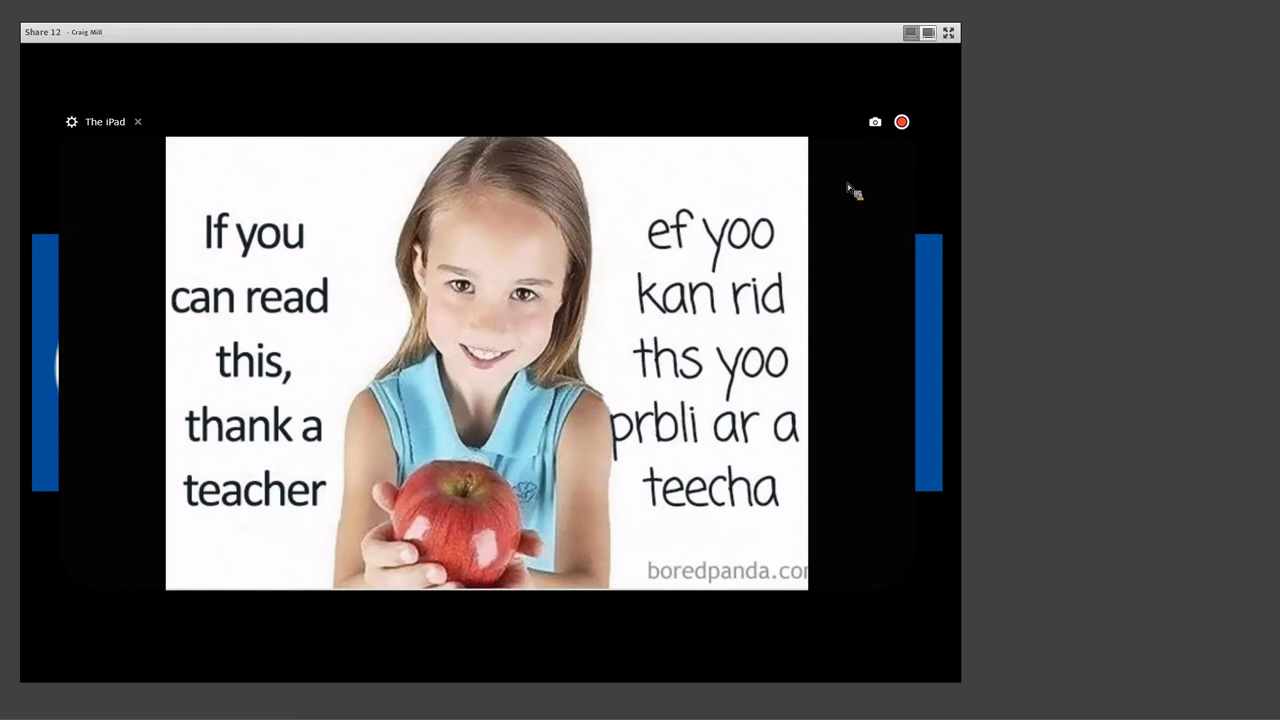 Share 12 - Craig Mill
The iPad
If you
can read
this,
thank a
teacher
ef yoo
kan rid
ths yoo
prbli ar a
teecha
boredpanda.cor